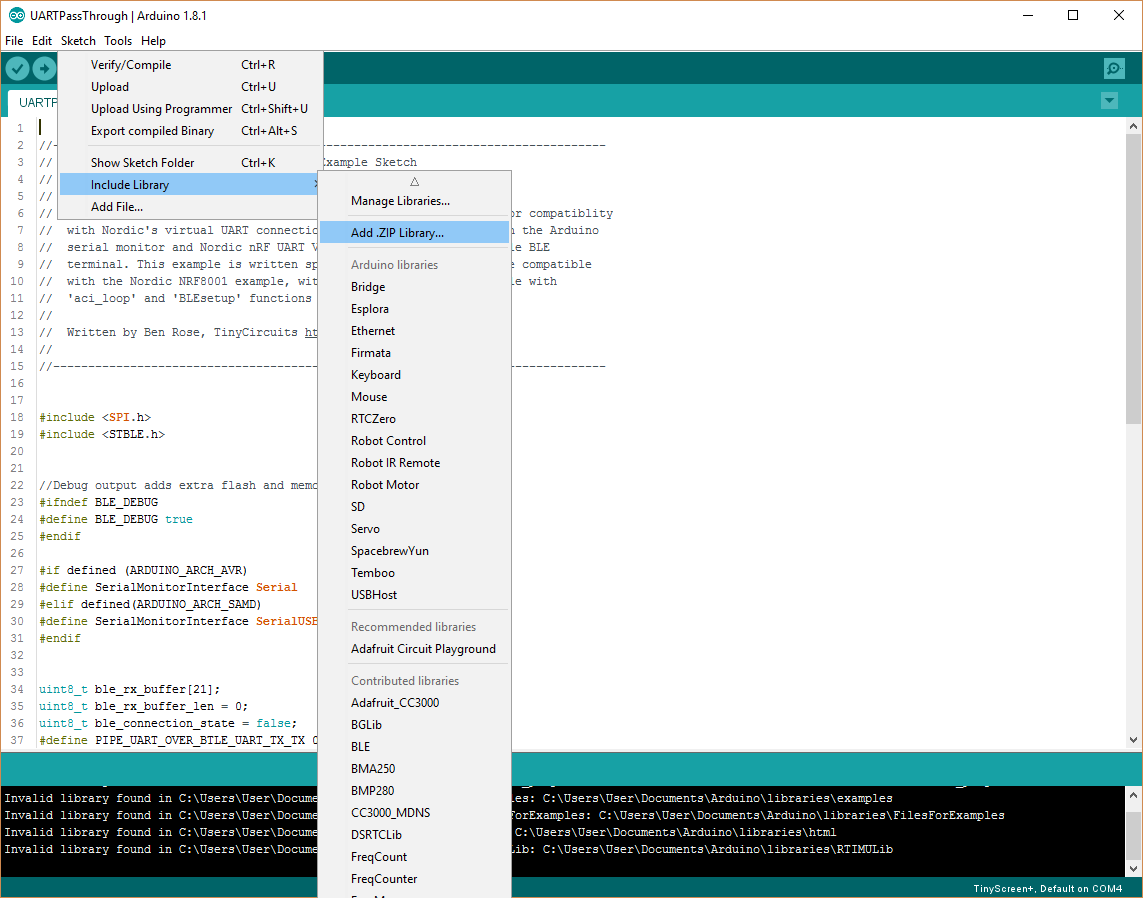 UARTPassThrough | Arduino 1.8.1
File Edit Sketch Tools Help
UARTP
Verify/Compile Ctrl+R
Upload Ctrl+U
Upload Using Programmer Ctrl+Shift+U
Export compiled Binary Ctrl+Alt+S
Show Sketch Folder Ctrl+K
Include Library
Add File...
Manage Libraries...
Add .ZIP Library...
Arduino libraries
Bridge
Esplora
Ethernet
Firmata
Keyboard
Mouse
RTCZero
Robot Control
Robot IR Remote
Robot Motor
SD
Servo
SpacebrewYun
Temboo
USBHost
Recommended libraries
Adafruit Circuit Playground
Contributed libraries
Adafruit_CC3000
BGLib
BLE
BMA250
BMP280
CC3000_MDNS
DSRTCLib
FreqCount
FreqCounter
1
2 //-------------------------------------------------------------------------------
3 // Example Sketch
4 //
5 //
6 // or compatiblity
7 // with Nordic's virtual UART connectio n the Arduino
8 // serial monitor and Nordic nRF UART V le BLE
9 // terminal. This example is written sp e compatible
10 // with the Nordic NRF8001 example, wit le with
11 // 'aci_loop' and 'BLEsetup' functions
12 //
13 // Written by Ben Rose, TinyCircuits ht
14 //
15 //-------------------------------------------------------------------------------
16
17
18 #include <SPI.h>
19 #include <STBLE.h>
20
21
22 //Debug output adds extra flash and memo
23 #ifndef BLE_DEBUG
24 #define BLE_DEBUG true
25 #endif
26
27 #if defined (ARDUINO_ARCH_AVR)
28 #define SerialMonitorInterface Serial
29 #elif defined(ARDUINO_ARCH_SAMD)
30 #define SerialMonitorInterface SerialUSB
31 #endif
32
33
34 uint8_t ble_rx_buffer[21];
35 uint8_t ble_rx_buffer_len = 0;
36 uint8_t ble_connection_state = false;
37 #define PIPE_UART_OVER_BTLE_UART_TX_TX 0
Invalid library found in C:\Users\User\Docume les: C:\Users\User\Documents\Arduino\libraries\examples
Invalid library found in C:\Users\User\Docume ForExamples: C:\Users\User\Documents\Arduino\libraries\FilesForExamples
Invalid library found in C:\Users\User\Docume C:\Users\User\Documents\Arduino\libraries\html
Invalid library found in C:\Users\User\Docume Lib: C:\Users\User\Documents\Arduino\libraries\RTIMULib
TinyScreen+, Default on COM4